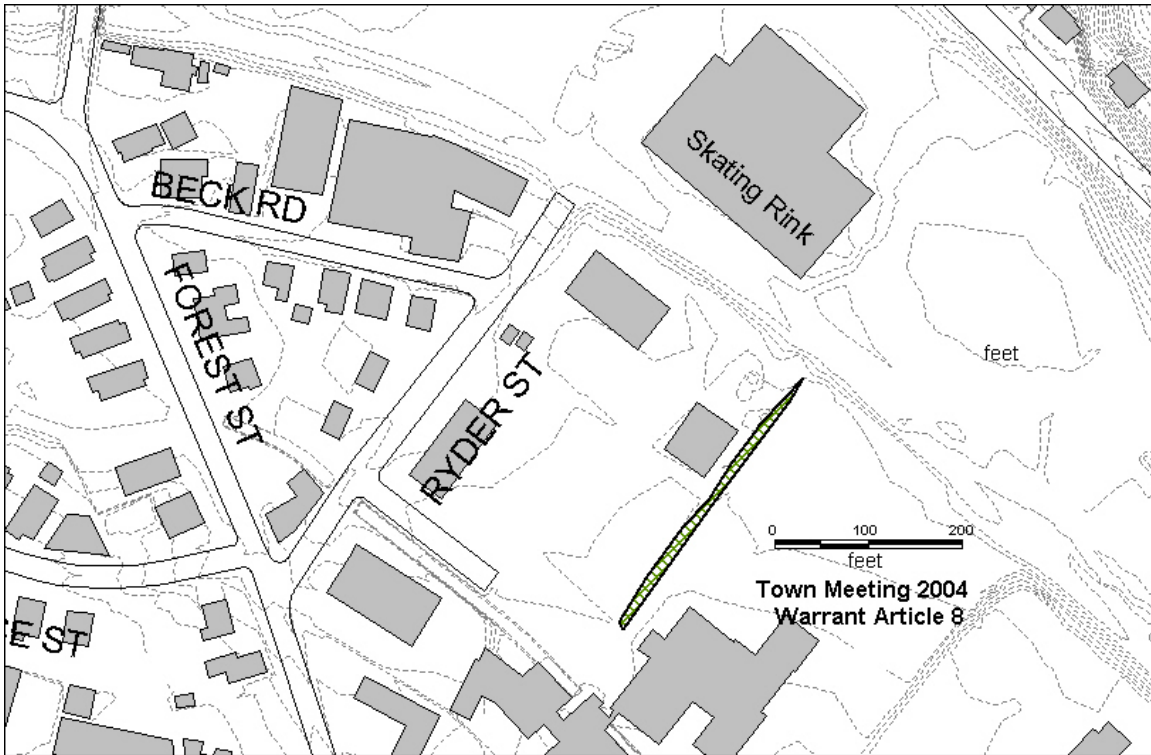 Skating Rink
BECK RD
FOREST ST
feet
RYDER ST
0 100 200
feet
Town Meeting 2004
Warrant Article 8
ST